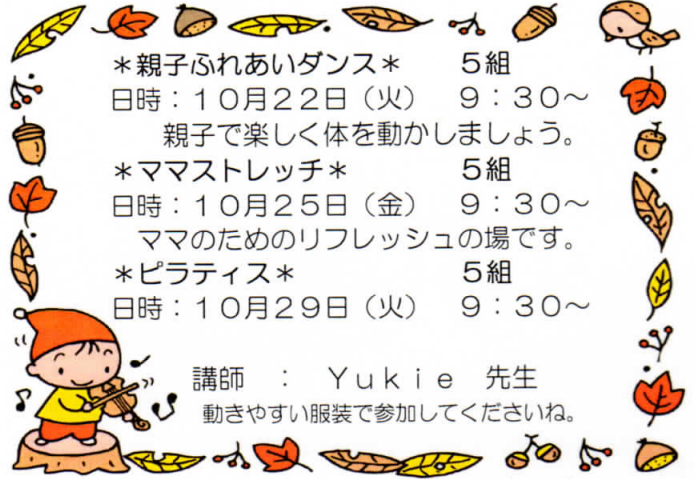 ＊親子ふれあいダンス＊　　５組
日時：１０月２２日（火）　９：３０～
親子で楽しく体を動かしましょう。
＊ママストレッチ＊　　　　５組
日時：１０月２５日（金）　９：３０～
ママのためのリフレッシュの場です。
＊ピラティス＊　　　　　　５組
日時：１０月２９日（火）　９：３０～
講師　：　Ｙｕｋｉｅ　先生
動きやすい服装で参加してくださいね。